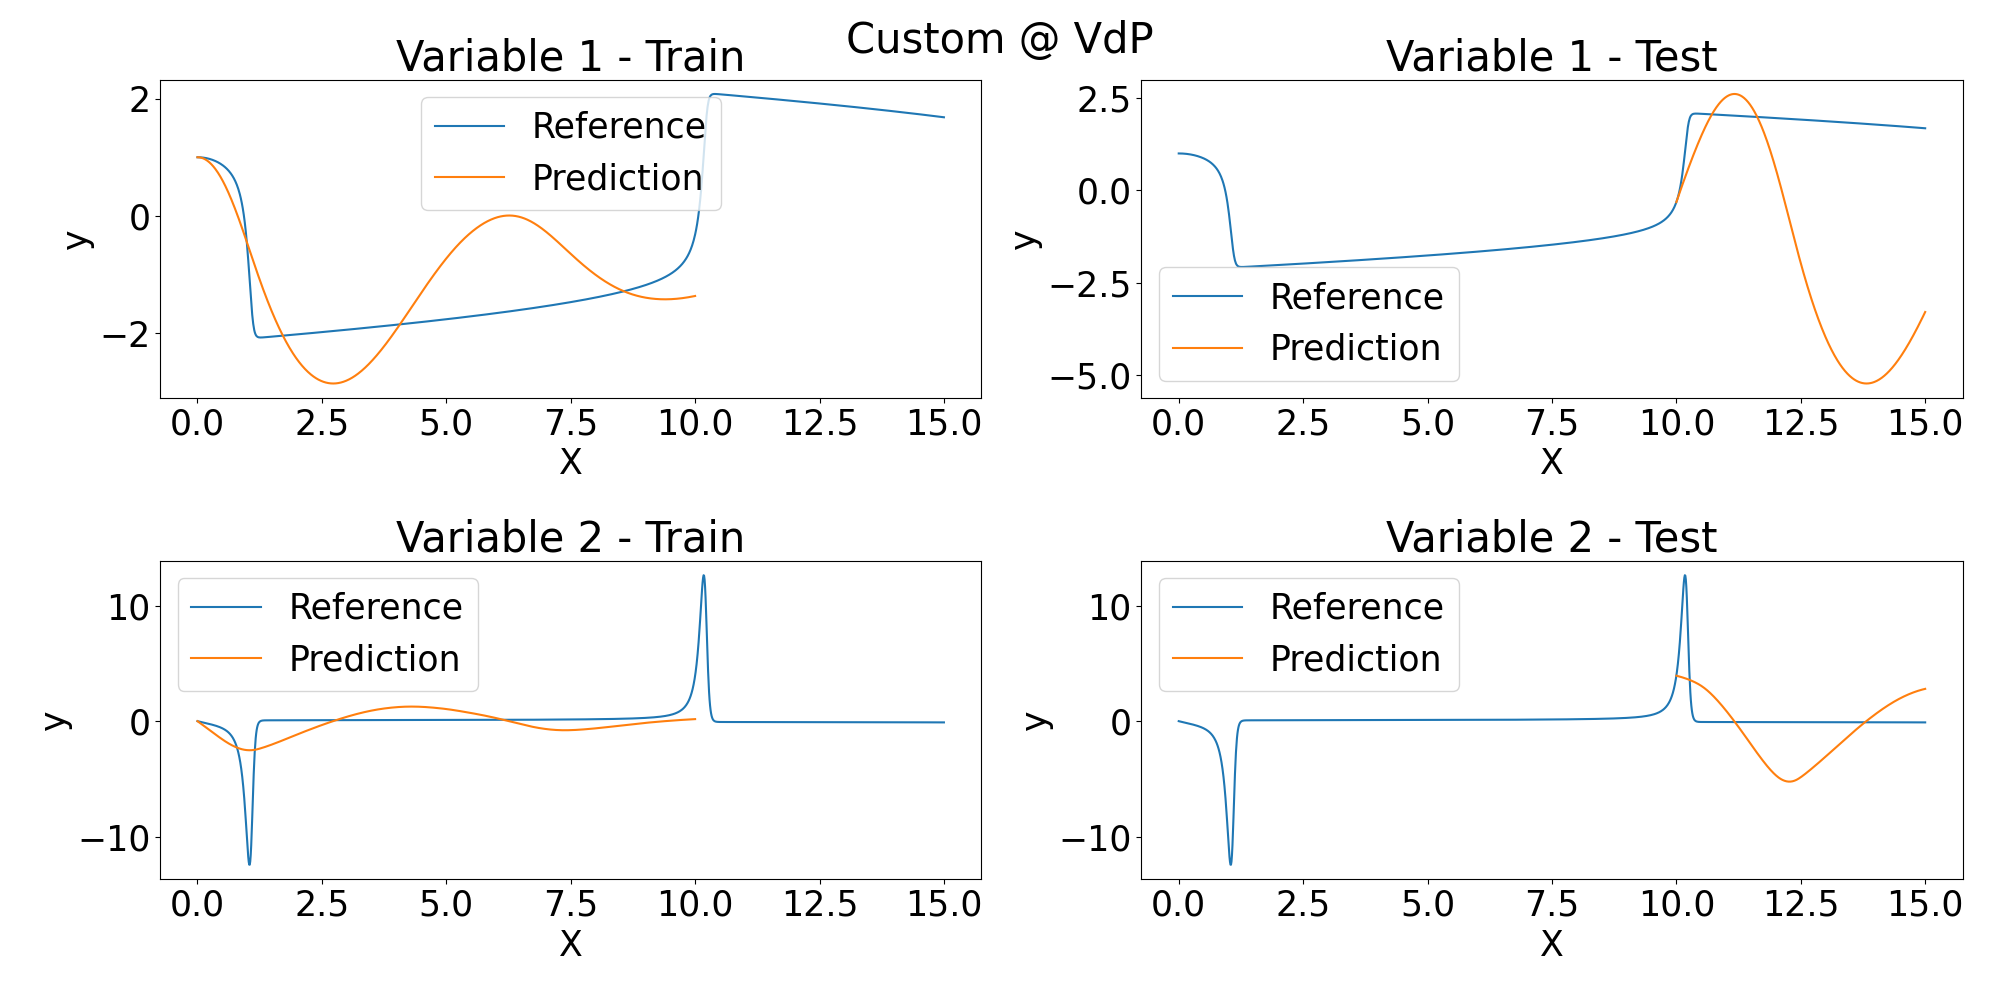 Custom @ VdP
Variable 1 - Train
2
0
−2
y
Reference
Prediction
0.0 2.5 5.0 7.5 10.0 12.5 15.0
X
Variable 1 - Test
2.5
0.0
−2.5
−5.0
y
Reference
Prediction
0.0 2.5 5.0 7.5 10.0 12.5 15.0
X
Variable 2 - Train
10
0
−10
y
Reference
Prediction
0.0 2.5 5.0 7.5 10.0 12.5 15.0
X
Variable 2 - Test
10
0
−10
y
Reference
Prediction
0.0 2.5 5.0 7.5 10.0 12.5 15.0
X